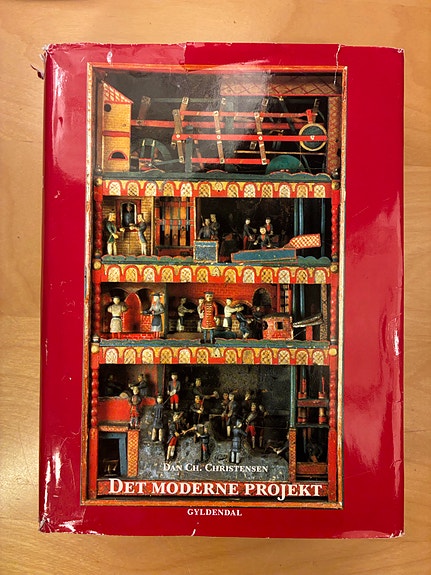 DAN CH. CHRISTENSEN
DET MODERNE PROJEKT
GYLDENDAL